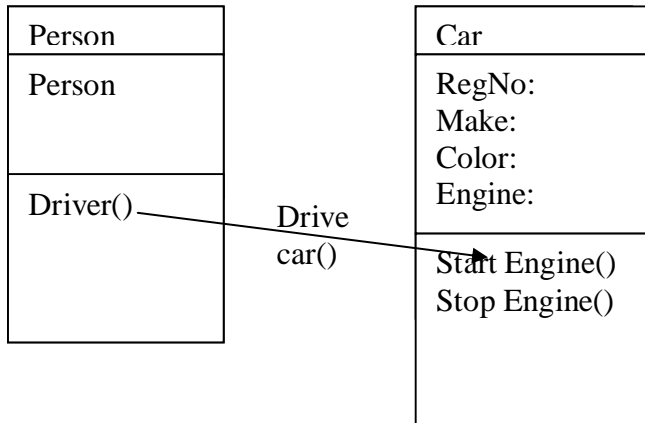 Person
Person
Driver()
Drive
car()
Car
RegNo:
Make:
Color:
Engine:
Start Engine()
Stop Engine()